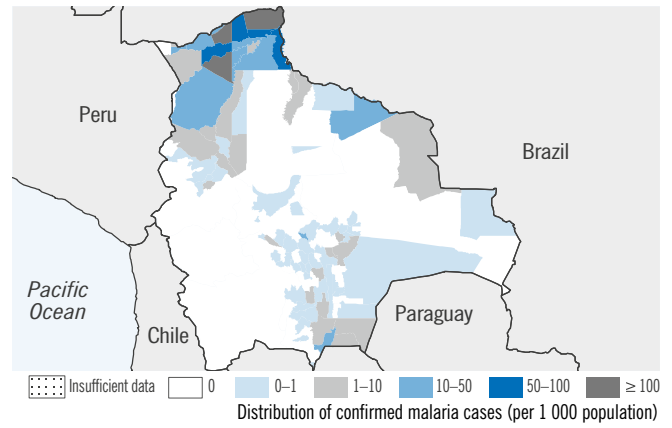 Peru
Brazil
Pacific
Ocean
Chile
Paraguay
Insufficient data 0 0–1 1–10 10–50 50–100 ≥ 100
Distribution of confirmed malaria cases (per 1 000 population)